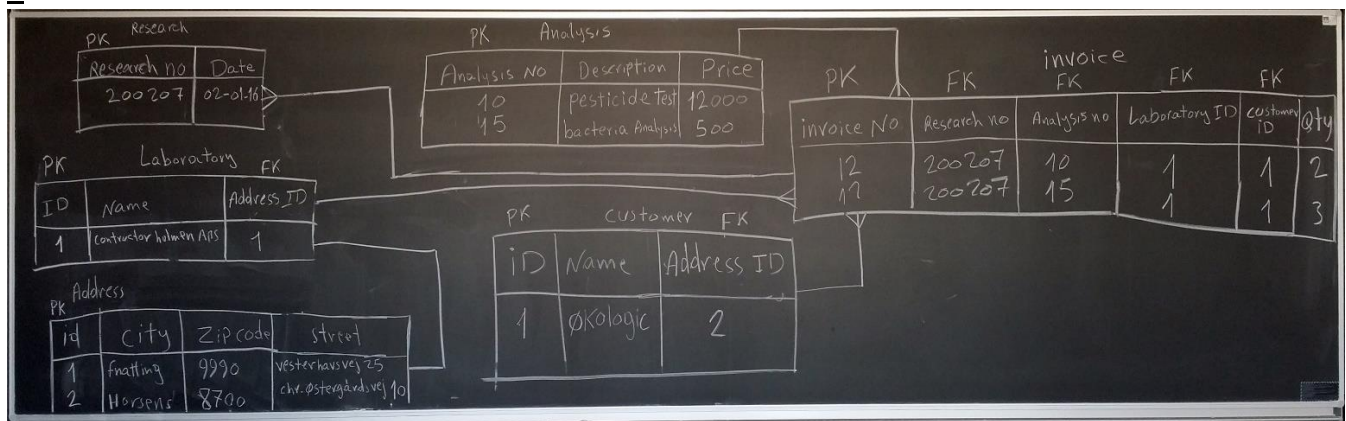 PK Research
Research no Date
200207 02-01-16
PK Analysis
Analysis No Description Price
10 pesticide Test 12000
15 bacteria Analysis 500
invoice
PK FK FK FK FK
invoice No Research no Analysis no Laboratory ID customer iD Qty
12 200207 10 1 1 2
12 200207 15 1 1 3
PK Laboratory FK
ID Name Address ID
1 contractor holmen APS 1
PK customer FK
iD Name Address ID
1 økologic 2
PK Address
id City Zip code street
1 9990 vesterhavsvej 25
2 Horsens 8700 chr. østergårdsvej 10